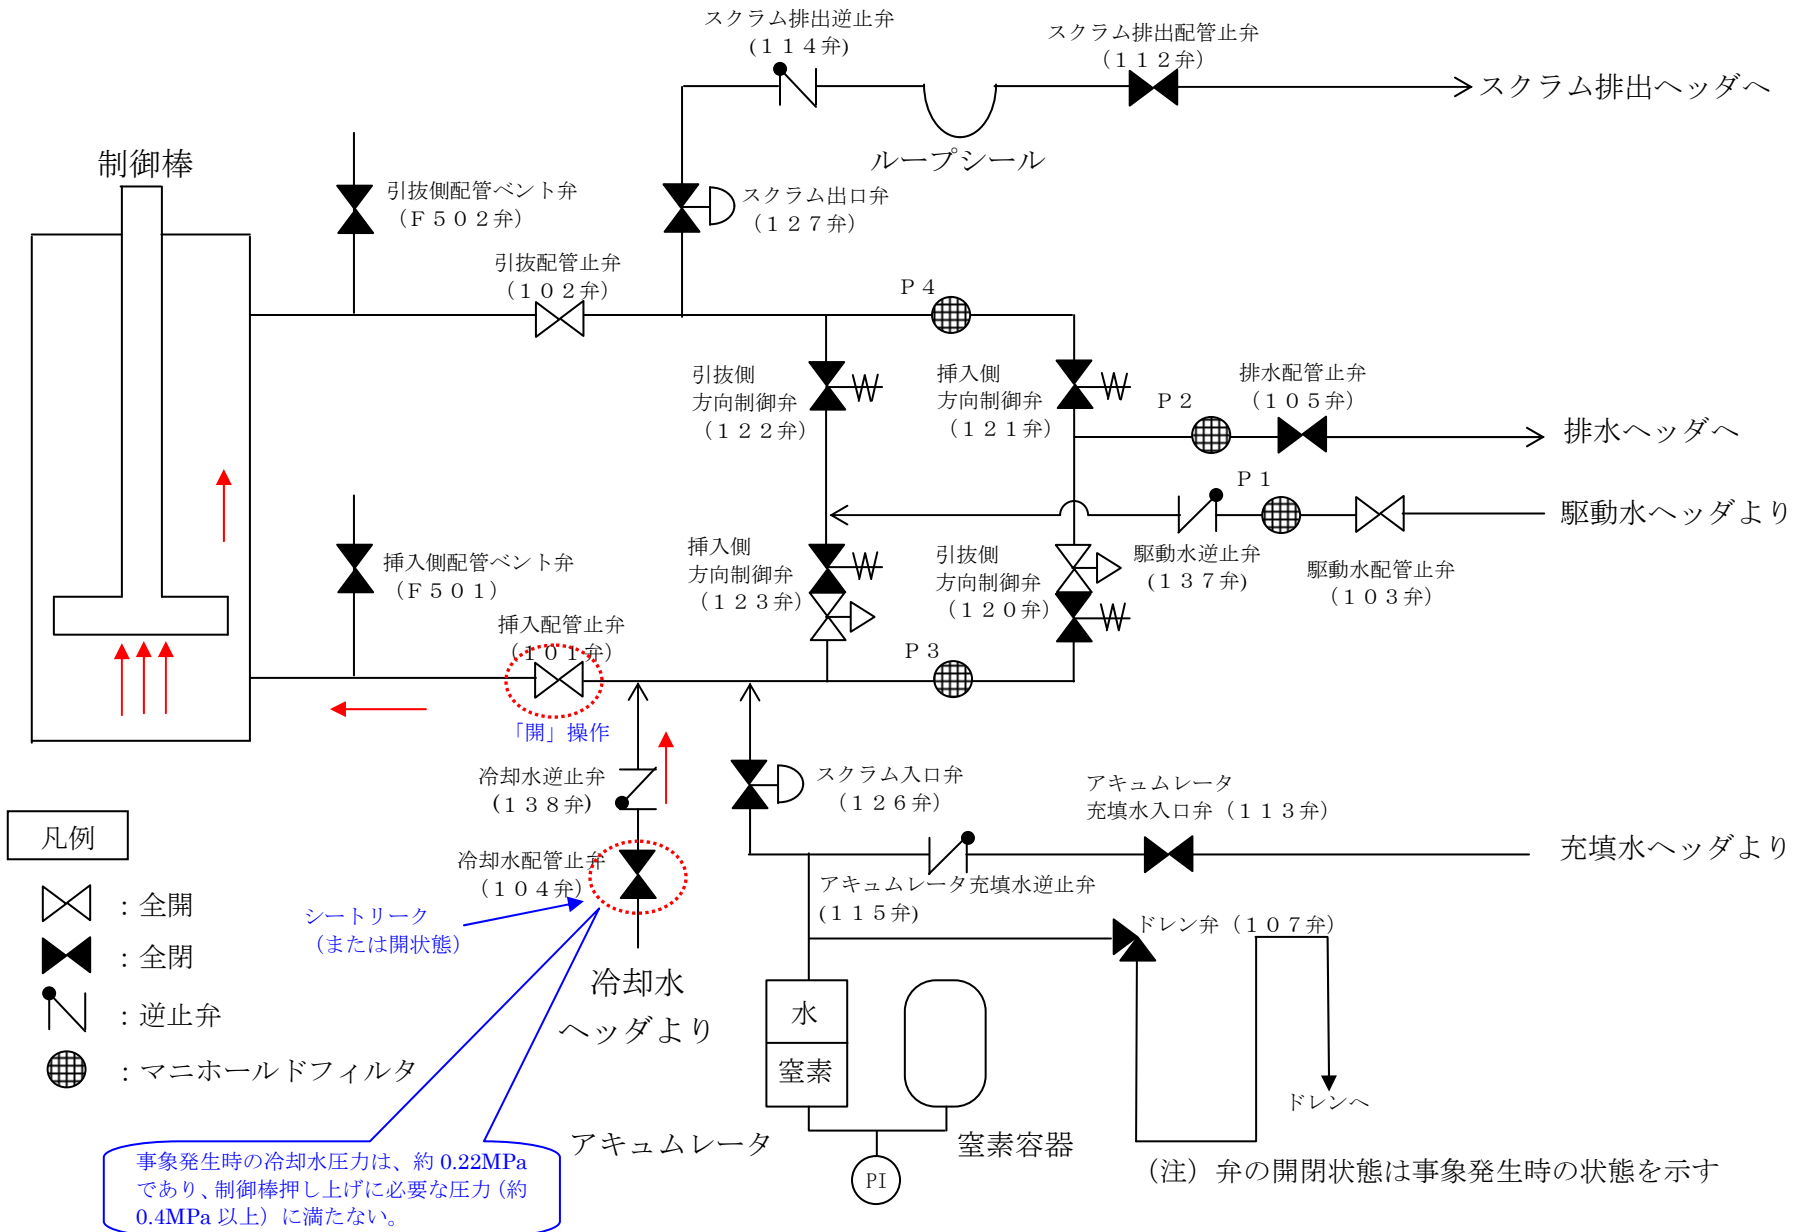 スクラム排出逆止弁
(１１４弁)
スクラム排出配管止弁
（１１２弁）
スクラム排出ヘッダへ
ループシール
制御棒
引抜側配管ベント弁
（Ｆ５０２弁）
スクラム出口弁
（１２７弁）
引抜配管止弁
（１０２弁）
Ｐ４
引抜側
方向制御弁
（１２２弁）
挿入側
方向制御弁
（１２１弁）
Ｐ２
排水配管止弁
（１０５弁）
排水ヘッダへ
Ｐ１
駆動水ヘッダより
挿入側配管ベント弁
（Ｆ５０１）
挿入側
方向制御弁
（１２３弁）
引抜側
方向制御弁
（１２０弁）
駆動水逆止弁
(１３７弁)
駆動水配管止弁
（１０３弁）
挿入配管止弁
（１０１弁）
Ｐ３
「開」操作
冷却水逆止弁
(１３８弁)
スクラム入口弁
（１２６弁）
アキュムレータ
充填水入口弁（１１３弁）
充填水ヘッダより
凡例
：全開
：全閉
：逆止弁
：マニホールドフィルタ
冷却水配管止弁
（１０４弁）
シートリーク
（または開状態）
アキュムレータ充填水逆止弁
(１１５弁)
ドレン弁（１０７弁）
冷却水
ヘッダより
水
窒素
ドレンへ
アキュムレータ
窒素容器
PI
事象発生時の冷却水圧力は、約 0.22MPa
であり、制御棒押し上げに必要な圧力（約
0.4MPa 以上）に満たない。
（注）弁の開閉状態は事象発生時の状態を示す